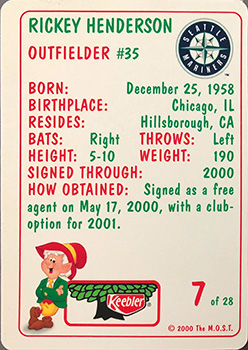 RICKEY HENDERSON
OUTFIELDER #35
SEATTLE
MARINERS
BORN: December 25, 1958
BIRTHPLACE: Chicago, IL
RESIDES: Hillsborough, CA
BATS: Right THROWS: Left
HEIGHT: 5-10 WEIGHT: 190
SIGNED THROUGH: 2000
HOW OBTAINED: Signed as a free
agent on May 17, 2000, with a club-
option for 2001.
Keebler
7 of 28
© 2000 The M.O.S.T.